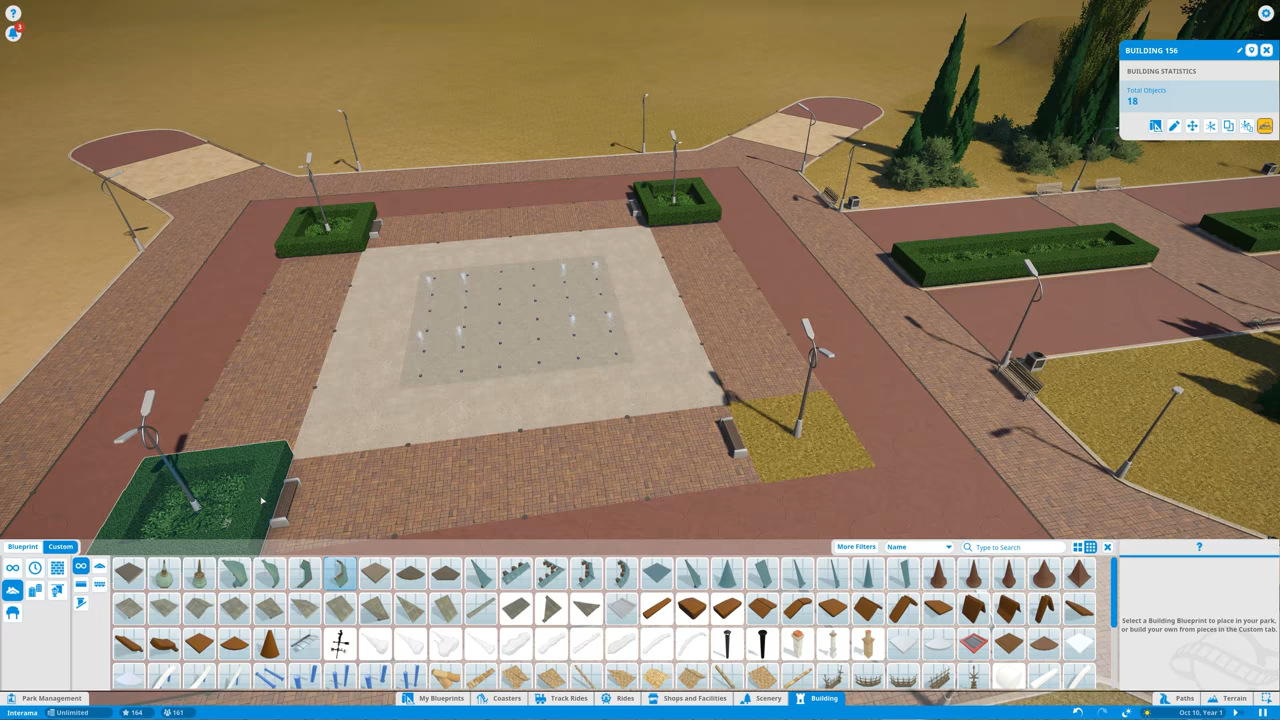 ?
3
BUILDING 156
BUILDING STATISTICS
Total Objects
18
Blueprint
Custom
More Filters
Name
Type to Search
?
Select a Building Blueprint to place in your park,
or build your own from pieces in the Custom tab.
Park Management
My Blueprints
Coasters
Track Rides
Rides
Shops and Facilities
Scenery
Building
Paths
Terrain
Interama
Unlimited
164
161
Oct 10, Year 1